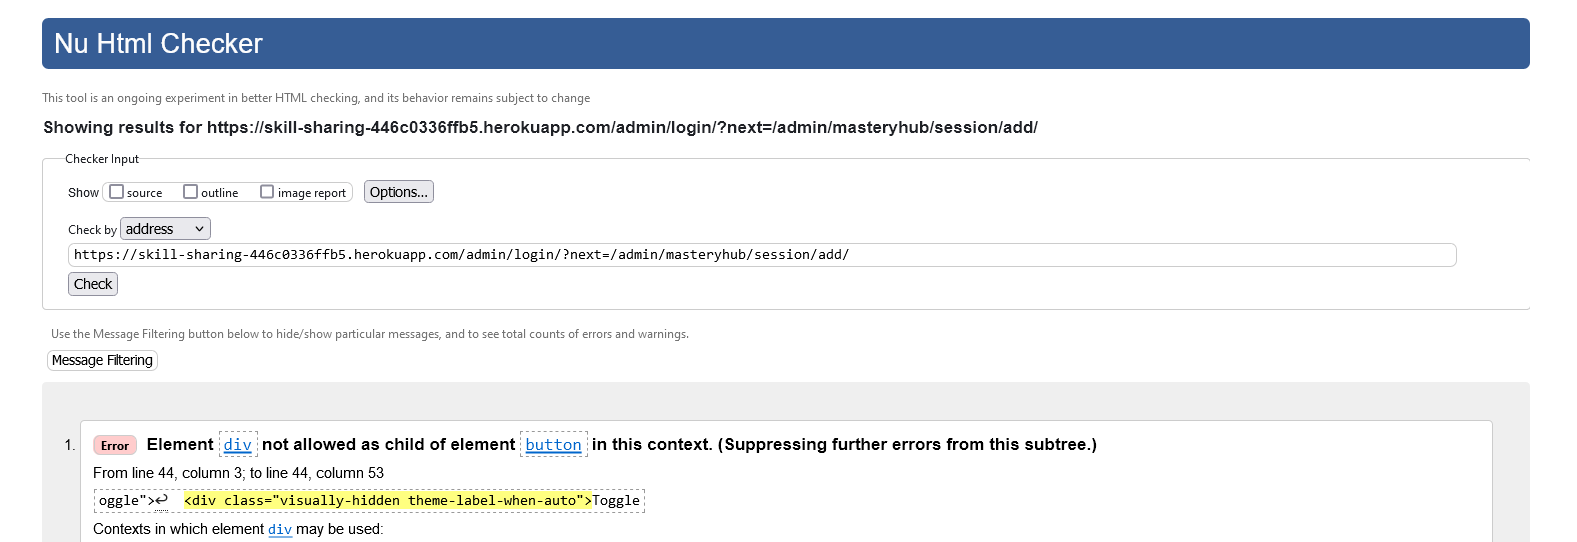 Nu Html Checker
This tool is an ongoing experiment in better HTML checking, and its behavior remains subject to change
Showing results for https://skill-sharing-446c0336ffb5.herokuapp.com/admin/login/?next=/admin/masteryhub/session/add/
Checker Input
Show source outline image report Options...
Check by address
https://skill-sharing-446c0336ffb5.herokuapp.com/admin/login/?next=/admin/masteryhub/session/add/
Check
Use the Message Filtering button below to hide/show particular messages, and to see total counts of errors and warnings.
Message Filtering
1. Error Element div not allowed as child of element button in this context. (Suppressing further errors from this subtree.)
From line 44, column 3; to line 44, column 53
oggle">↩ <div class="visually-hidden theme-label-when-auto">Toggle
Contexts in which element div may be used: